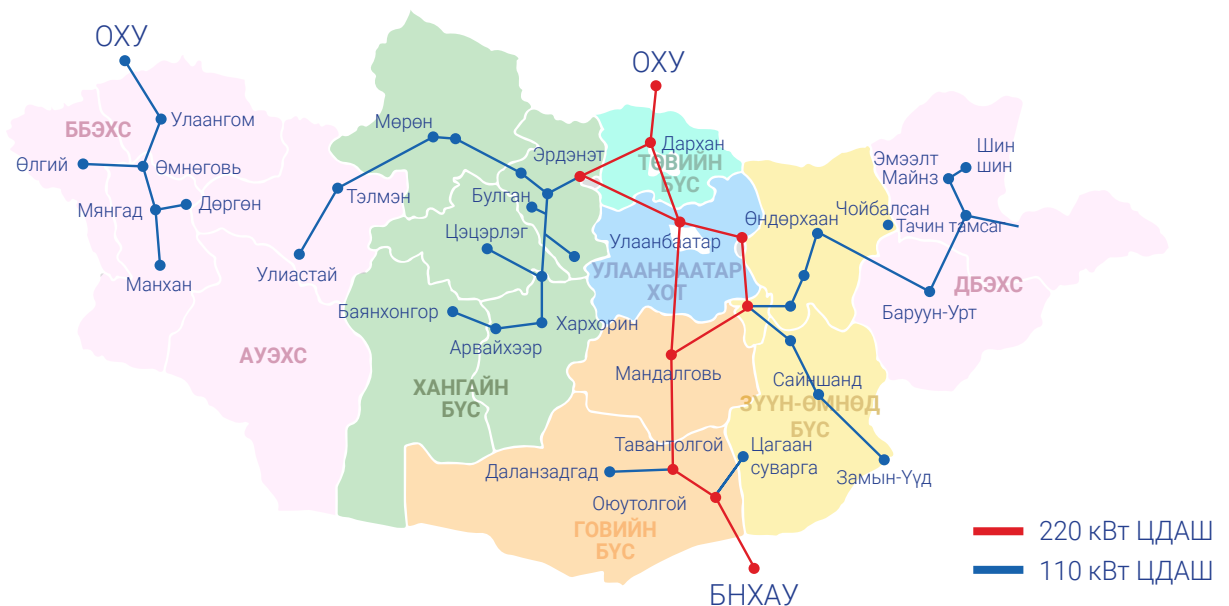 ОХУ
ОХУ
ББЭХС
Улаангом
Өлгий
Өмнөговь
Мянгад
Дөргөн
Манхан
Мөрөн
Тэлмэн
Улиастай
АУЭХС
Эрдэнэт
Булган
Цэцэрлэг
Баянхонгор
Арвайхээр
Хархорин
ХАНГАЙН
БҮС
Дархан
ТӨВИЙН
БҮС
Улаанбаатар
УЛААНБААТАР
ХОТ
Өндөрхаан
Чойбалсан
Тачин тамсаг
Эмээлт
Майнз
Шин
шин
Баруун-Урт
ДБЭХС
Мандалговь
Сайншанд
ЗҮҮН-ӨМНӨД
БҮС
Тавантолгой
Цагаан
суварга
Даланзадгад
Оюутолгой
Замын-Үүд
ГОВИЙН
БҮС
БНХАУ
220 кВт ЦДАШ
110 кВт ЦДАШ